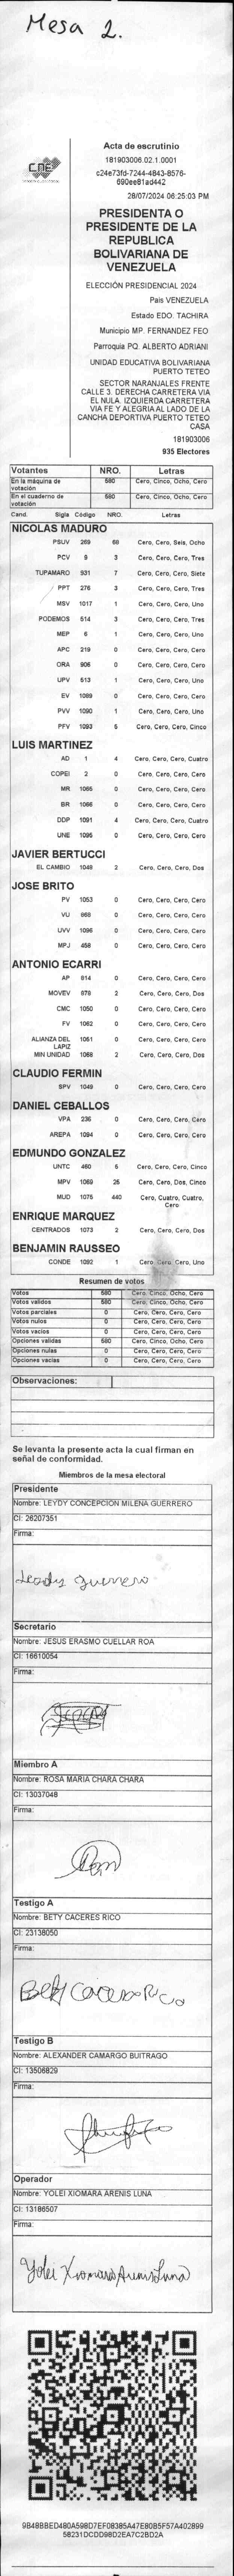 Mesa 2.
CNE
Acta de escrutinio
181903006.02.1.0001
c24e73fd-7244-4843-8576-
690ee81ad442
28/07/2024 06:25:03 PM
PRESIDENTA O
PRESIDENTE DE LA
REPUBLICA
BOLIVARIANA DE
VENEZUELA
ELECCIÓN PRESIDENCIAL 2024
Pais VENEZUELA
Estado EDO. TACHIRA
Municipio MP. FERNANDEZ FEO
Parroquia PQ. ALBERTO ADRIANI
UNIDAD EDUCATIVA BOLIVARIANA
PUERTO TETEO
SECTOR NARANJALES FRENTE
CALLE 3. DERECHA CARRETERA VIA
EL NULA. IZQUIERDA CARRETERA
VIA FE Y ALEGRIA AL LADO DE LA
CANCHA DEPORTIVA PUERTO TETEO
CASA
181903006
935 Electores
Votantes NRO. Letras
En la máquina de votación 580 Cero, Cinco, Ocho, Cero
En el cuaderno de votación 580 Cero, Cinco, Ocho, Cero
Cand. Sigla Código NRO. Letras
NICOLAS MADURO
PSUV 269 68 Cero, Cero, Seis, Ocho
PCV 9 3 Cero, Cero, Cero, Tres
TUPAMARO 931 7 Cero, Cero, Cero, Siete
PPT 276 3 Cero, Cero, Cero, Tres
MSV 1017 1 Cero, Cero, Cero, Uno
PODEMOS 514 3 Cero, Cero, Cero, Tres
MEP 6 1 Cero, Cero, Cero, Uno
APC 219 0 Cero, Cero, Cero, Cero
ORA 906 0 Cero, Cero, Cero, Cero
UPV 513 1 Cero, Cero, Cero, Uno
EV 1089 0 Cero, Cero, Cero, Cero
PVV 1090 1 Cero, Cero, Cero, Uno
PFV 1093 5 Cero, Cero, Cero, Cinco
LUIS MARTINEZ
AD 1 4 Cero, Cero, Cero, Cuatro
COPEI 2 0 Cero, Cero, Cero, Cero
MR 1065 0 Cero, Cero, Cero, Cero
BR 1066 0 Cero, Cero, Cero, Cero
DDP 1091 4 Cero, Cero, Cero, Cuatro
UNE 1095 0 Cero, Cero, Cero, Cero
JAVIER BERTUCCI
EL CAMBIO 1048 2 Cero, Cero, Cero, Dos
JOSE BRITO
PV 1053 0 Cero, Cero, Cero, Cero
VU 868 0 Cero, Cero, Cero, Cero
UVV 1096 0 Cero, Cero, Cero, Cero
MPJ 458 0 Cero, Cero, Cero, Cero
ANTONIO ECARRI
AP 814 0 Cero, Cero, Cero, Cero
MOVEV 879 2 Cero, Cero, Cero, Dos
CMC 1050 0 Cero, Cero, Cero, Cero
FV 1062 0 Cero, Cero, Cero, Cero
ALIANZA DEL LAPIZ 1051 0 Cero, Cero, Cero, Cero
MIN UNIDAD 1068 2 Cero, Cero, Cero, Dos
CLAUDIO FERMIN
SPV 1049 0 Cero, Cero, Cero, Cero
DANIEL CEBALLOS
VPA 236 0 Cero, Cero, Cero, Cero
AREPA 1094 0 Cero, Cero, Cero, Cero
EDMUNDO GONZALEZ
UNTC 460 5 Cero, Cero, Cero, Cinco
MPV 1069 25 Cero, Cero, Dos, Cinco
MUD 1075 440 Cero, Cuatro, Cuatro,
Cero
ENRIQUE MARQUEZ
CENTRADOS 1073 2 Cero, Cero, Cero, Dos
BENJAMIN RAUSSEO
CONDE 1092 1 Cero, Cero, Cero, Uno
Resumen de votos
Votos 580 Cero, Cinco, Ocho, Cero
Votos validos 580 Cero, Cinco, Ocho, Cero
Votos parciales 0 Cero, Cero, Cero, Cero
Votos nulos 0 Cero, Cero, Cero, Cero
Votos vacios 0 Cero, Cero, Cero, Cero
Opciones validas 580 Cero, Cinco, Ocho, Cero
Opciones nulas 0 Cero, Cero, Cero, Cero
Opciones vacias 0 Cero, Cero, Cero, Cero
Observaciones:
Se levanta la presente acta la cual firman en
señal de conformidad.
Miembros de la mesa electoral
Presidente
Nombre: LEYDY CONCEPCION MILENA GUERRERO
CI: 26207351
Firma:
Leady guerrero
Secretario
Nombre: JESUS ERASMO CUELLAR ROA
CI: 16610054
Firma:
Miembro A
Nombre: ROSA MARIA CHARA CHARA
CI: 13037048
Firma:
Testigo A
Nombre: BETY CACERES RICO
CI: 23138050
Firma:
Bety Caceres Rico
Testigo B
Nombre: ALEXANDER CAMARGO BUITRAGO
CI: 13506829
Firma:
Operador
Nombre: YOLEI XIOMARA ARENIS LUNA
CI: 13186507
Firma:
Yolei Xiomara Arenis Luna
9B48BBED480A598D7EF08385A47E80B5F57A402899
58231DCDD98D2EA7C2BD2A